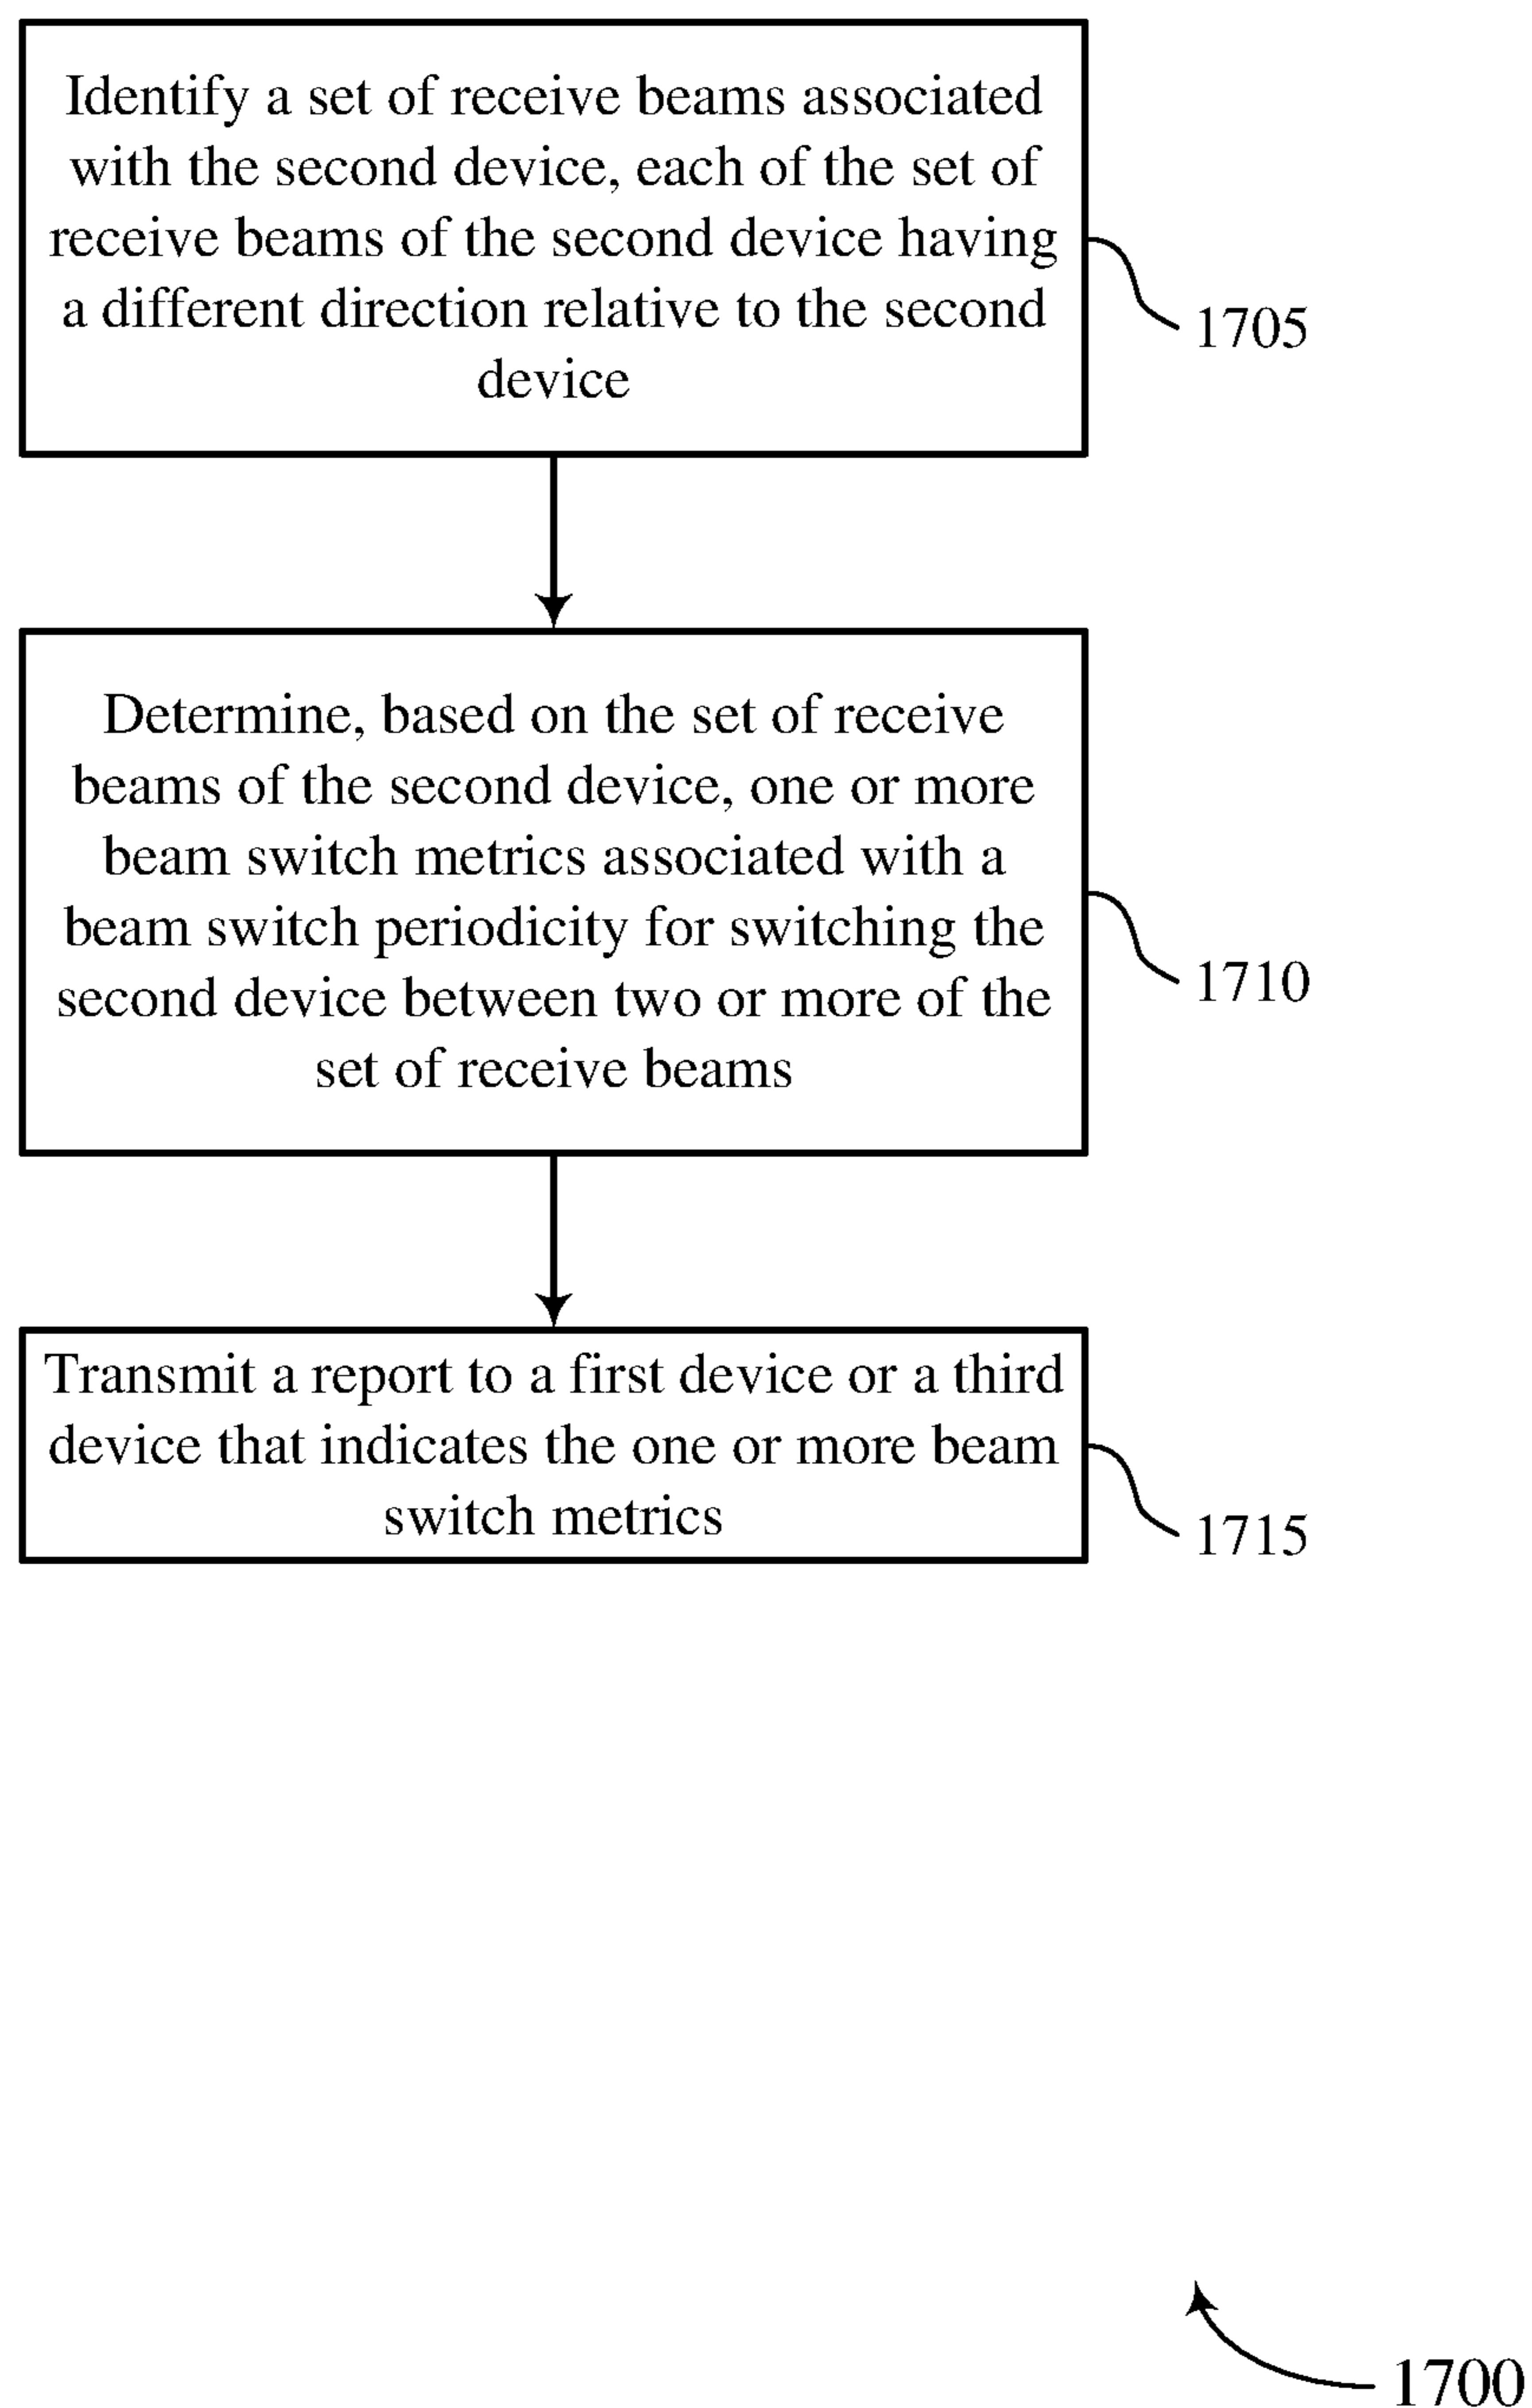 Identify a set of receive beams associated
with the second device, each of the set of
receive beams of the second device having
a different direction relative to the second
device
1705
Determine, based on the set of receive
beams of the second device, one or more
beam switch metrics associated with a
beam switch periodicity for switching the
second device between two or more of the
set of receive beams
1710
Transmit a report to a first device or a third
device that indicates the one or more beam
switch metrics
1715
1700